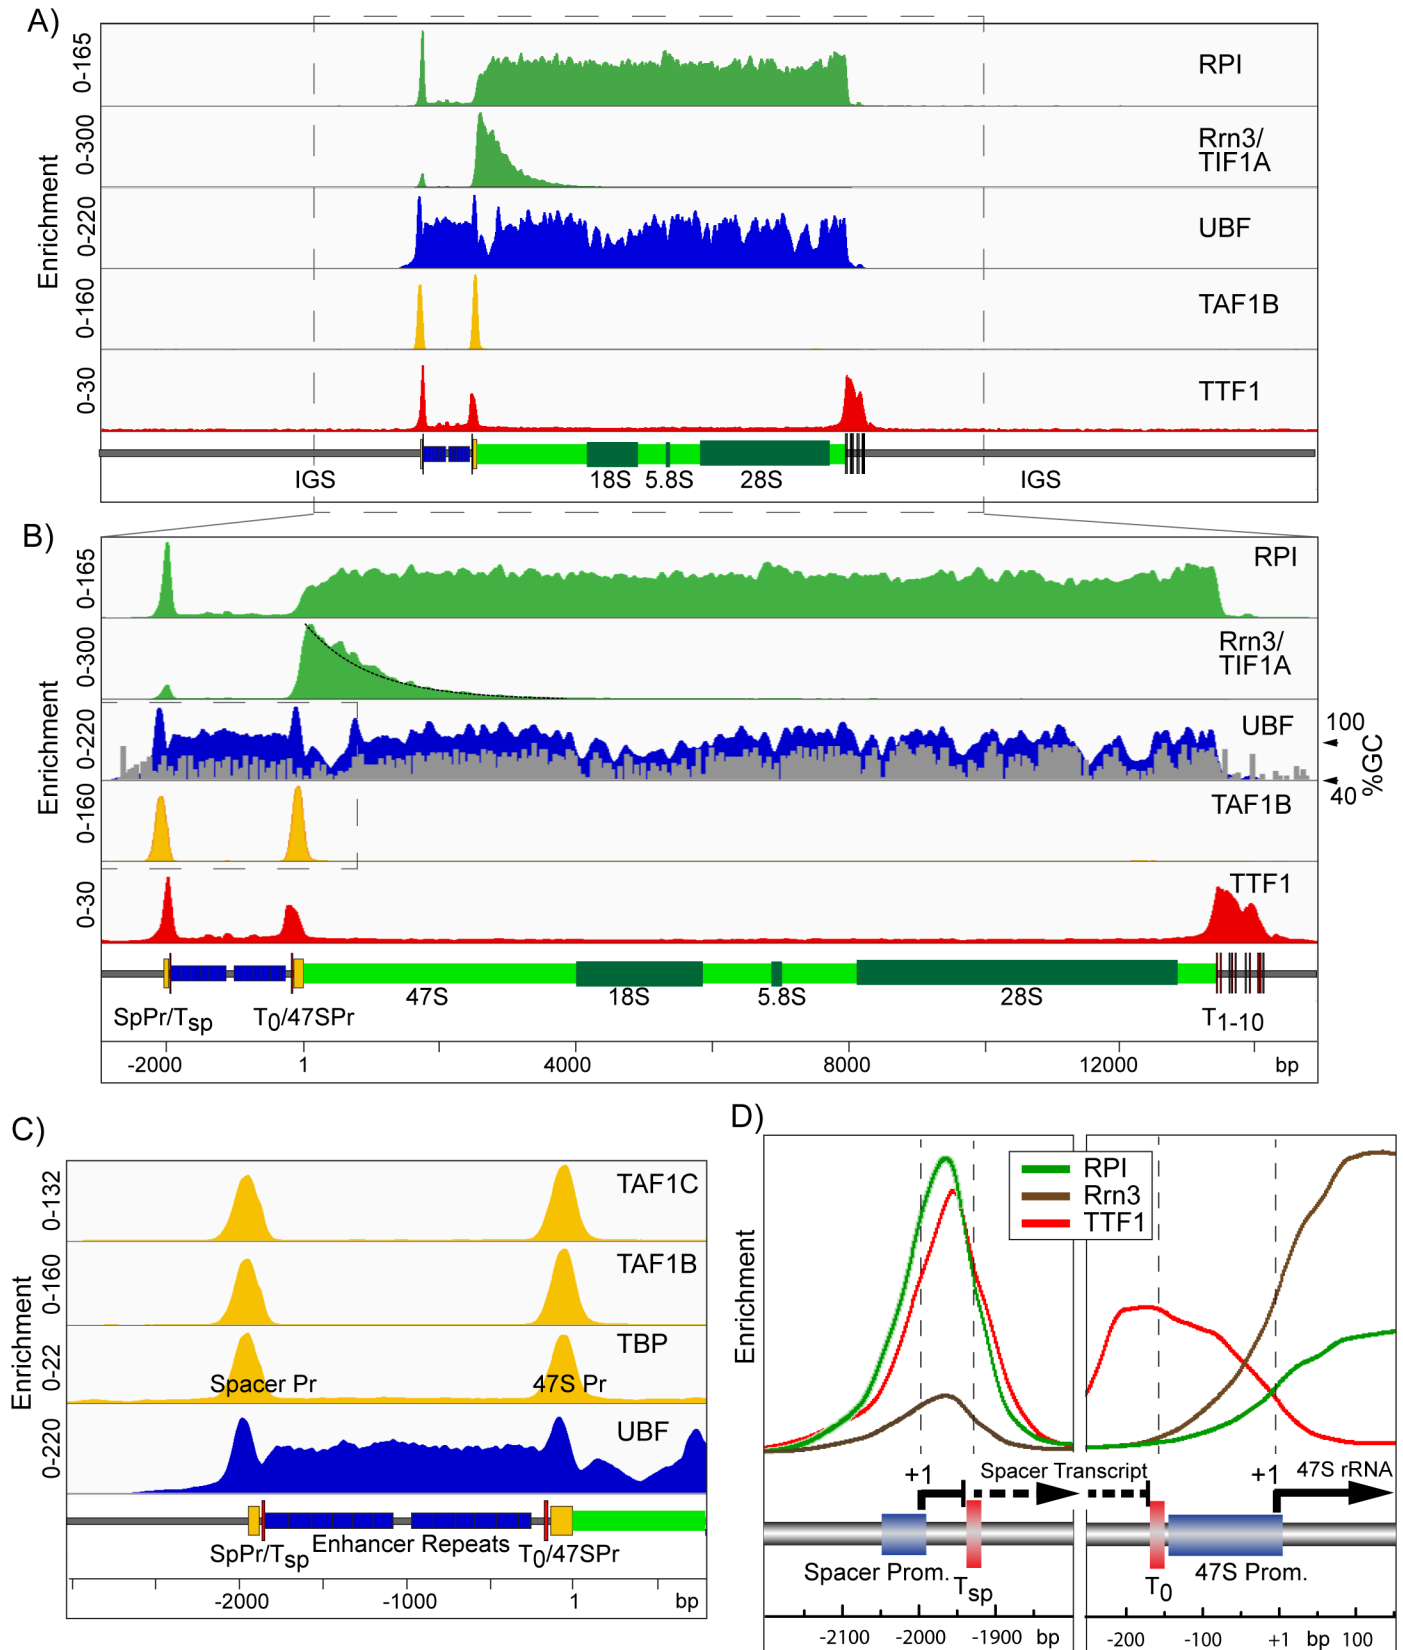 A)
Enrichment
0-165
RPI
0-300
Rrn3/
TIF1A
0-220
UBF
0-160
TAF1B
0-30
TTF1
IGS
18S
5.8S
28S
IGS
B)
Enrichment
0-165
RPI
0-300
Rrn3/
TIF1A
0-220
UBF
100
40
%GC
0-160
TAF1B
0-30
TTF1
47S
18S
5.8S
28S
SpPr/Tsp
T0/47SPr
T1-10
-2000 1 4000 8000 12000 bp
C)
Enrichment
0-132
TAF1C
0-160
TAF1B
0-22
TBP
Spacer Pr
47S Pr
0-220
UBF
SpPr/Tsp
Enhancer Repeats
T0/47SPr
-2000 -1000 1 bp
D)
Enrichment
RPI
Rrn3
TTF1
+1
Spacer Transcript
+1
47S rRNA
Spacer Prom.
Tsp
T0
47S Prom.
-2100 -2000 -1900 bp
-200 -100 +1 bp 100